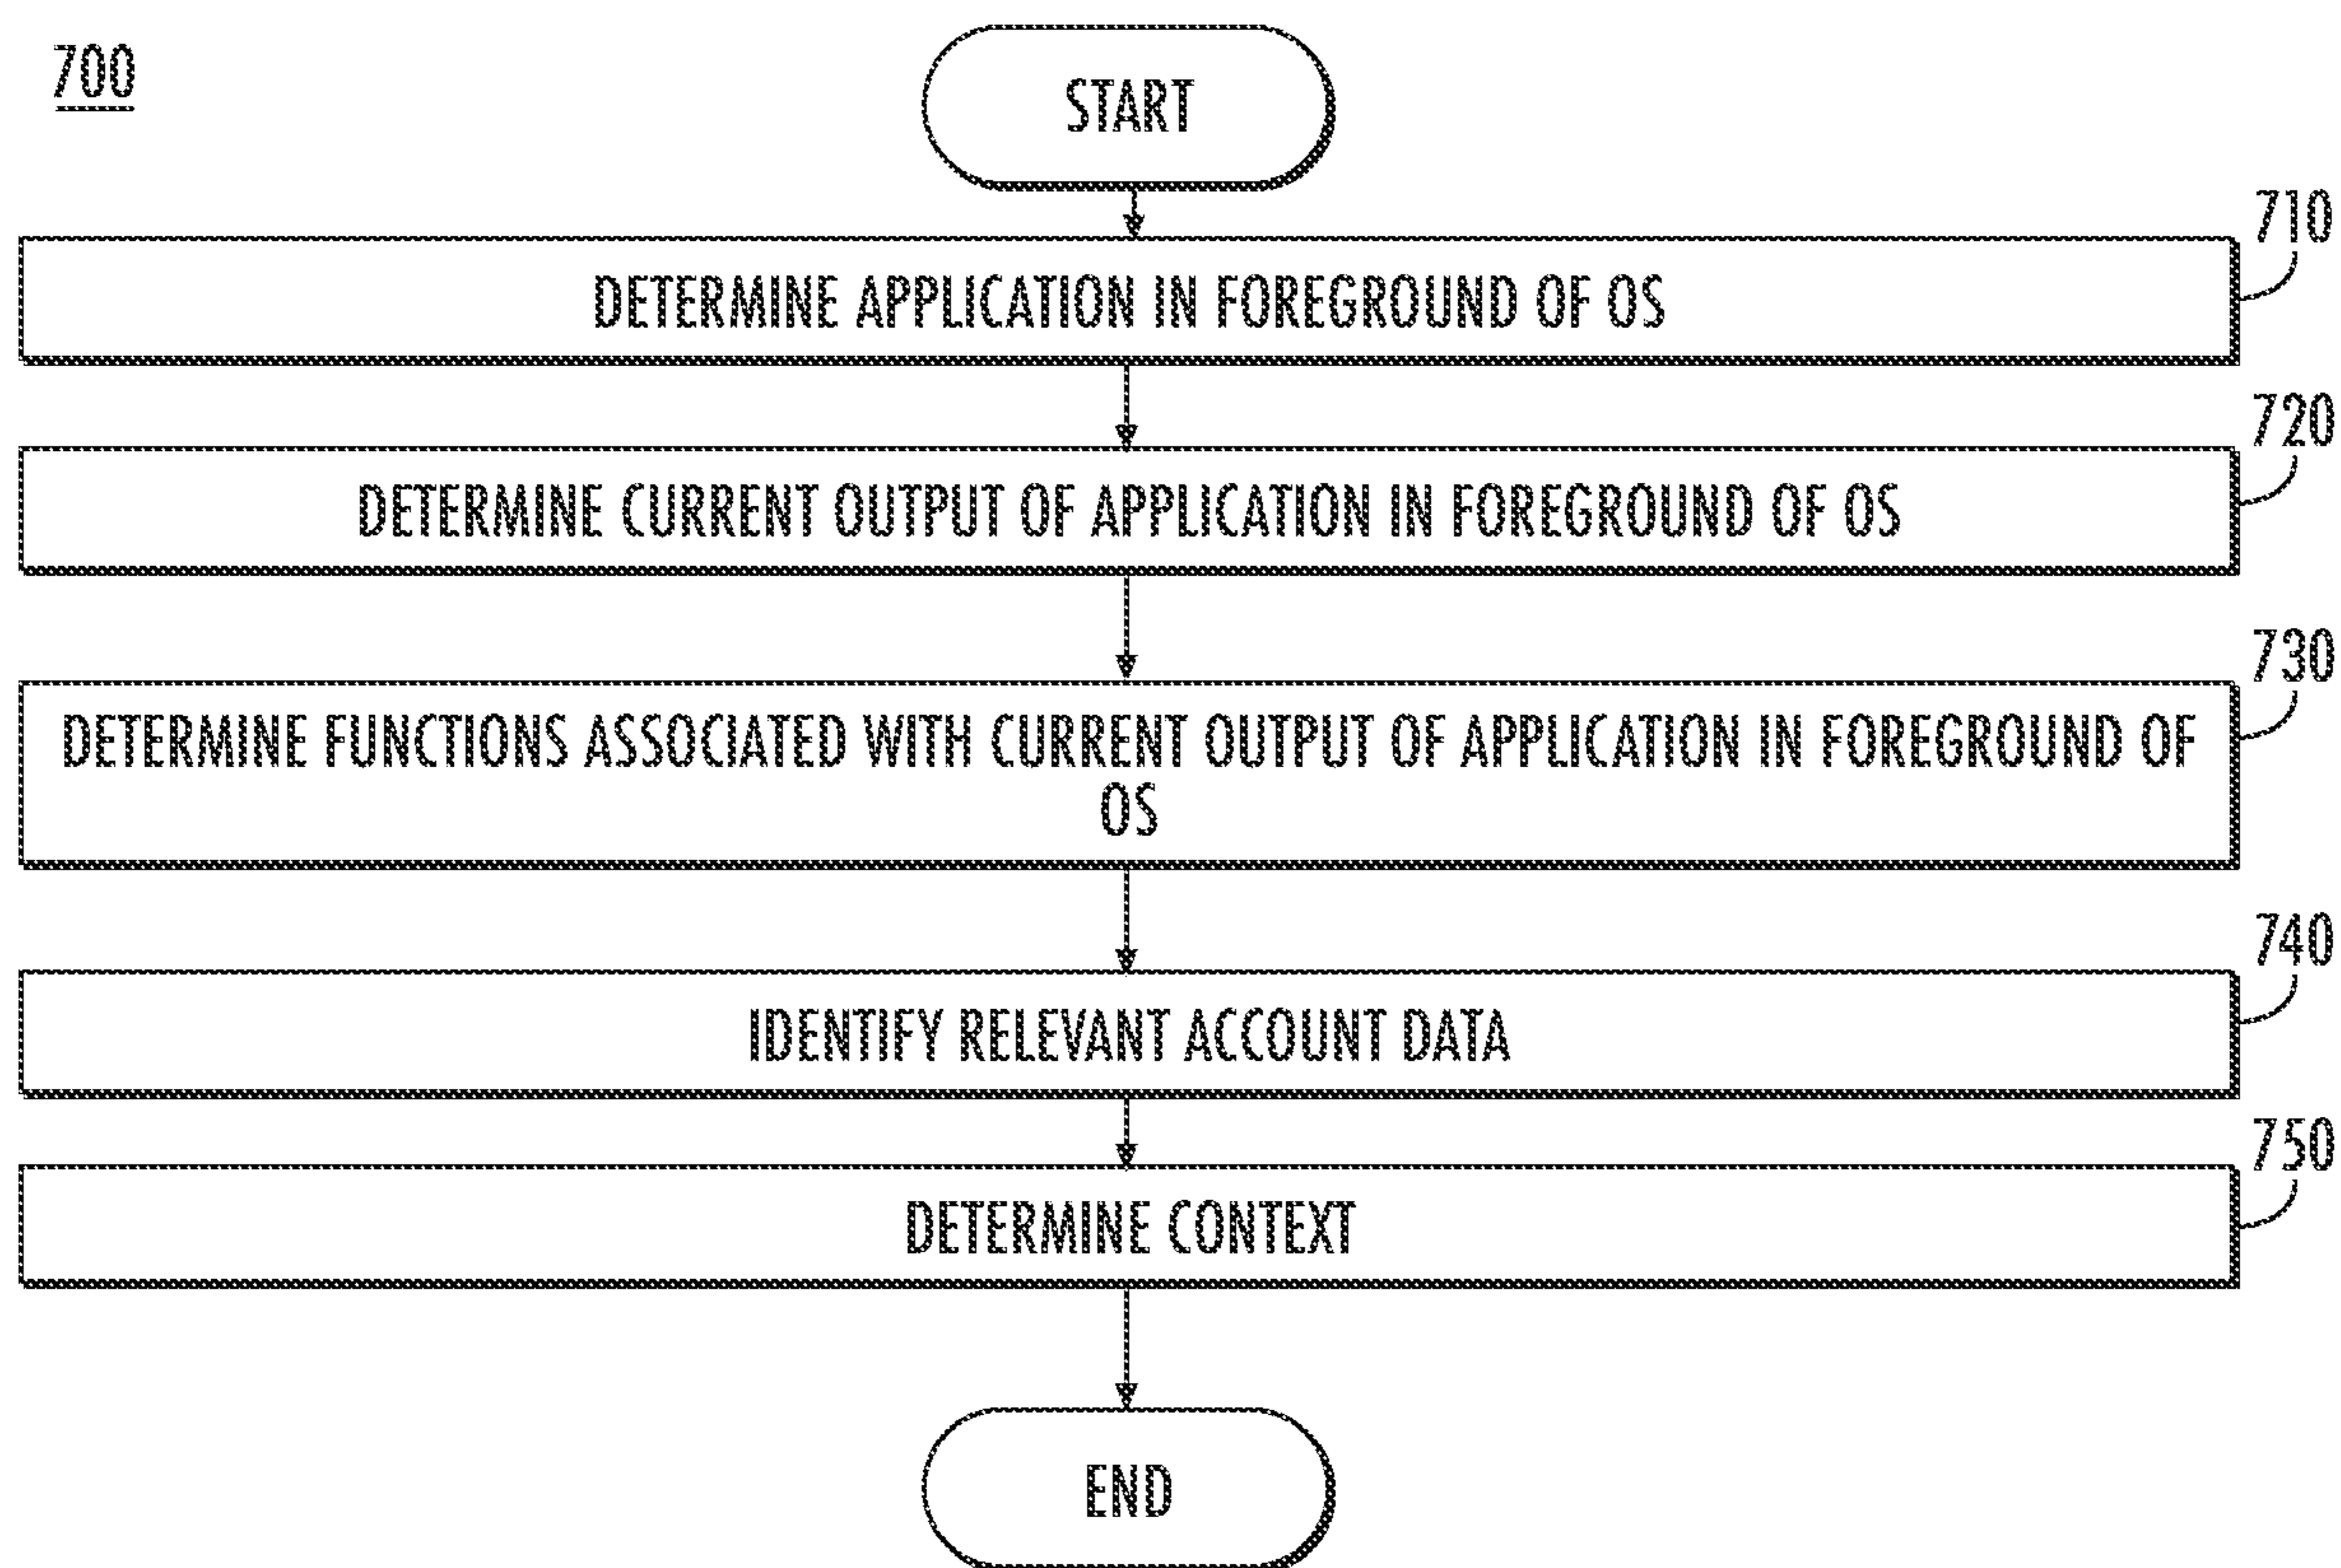 700
START
710
DETERMINE APPLICATION IN FOREGROUND OF OS
720
DETERMINE CURRENT OUTPUT OF APPLICATION IN FOREGROUND OF OS
730
DETERMINE FUNCTIONS ASSOCIATED WITH CURRENT OUTPUT OF APPLICATION IN FOREGROUND OF
OS
740
IDENTIFY RELEVANT ACCOUNT DATA
750
DETERMINE CONTEXT
END